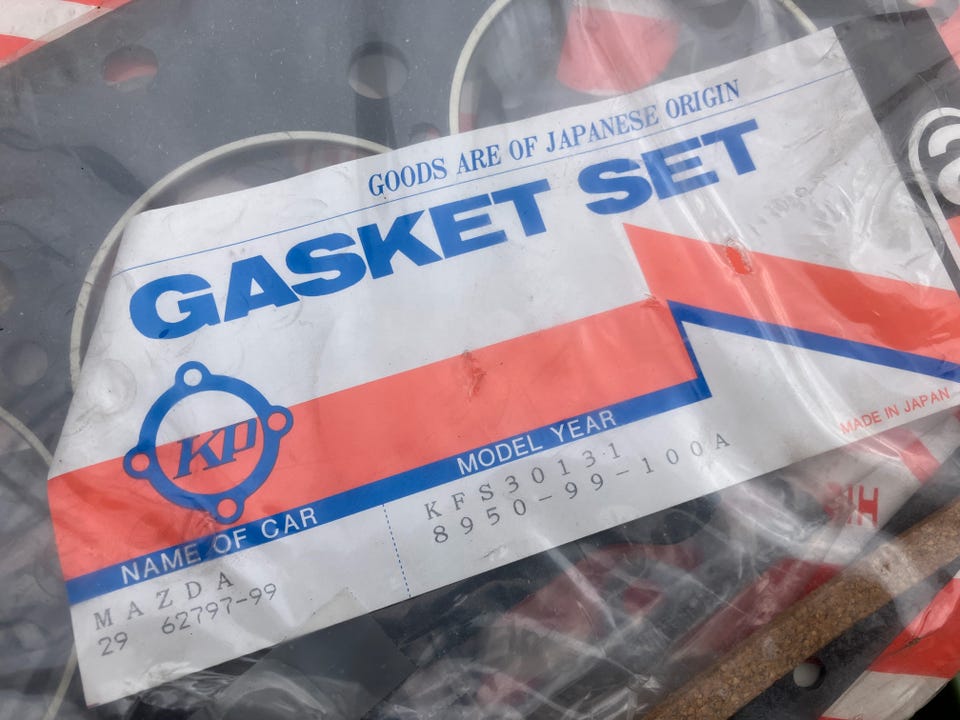 GOODS ARE OF JAPANESE ORIGIN
GASKET SET
KP
MADE IN JAPAN
NAME OF CAR
MODEL YEAR
MAZDA
KFS30131
29 62797-99
8950-99-100A